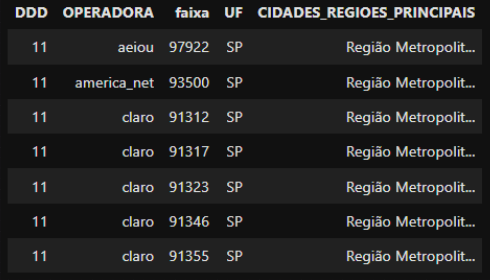 DDD OPERADORA faixa UF CIDADES_REGIOES_PRINCIPAIS
11 aeiou 97922 SP Região Metropolit...
11 america_net 93500 SP Região Metropolit...
11 claro 91312 SP Região Metropolit...
11 claro 91317 SP Região Metropolit...
11 claro 91323 SP Região Metropolit...
11 claro 91346 SP Região Metropolit...
11 claro 91355 SP Região Metropolit...